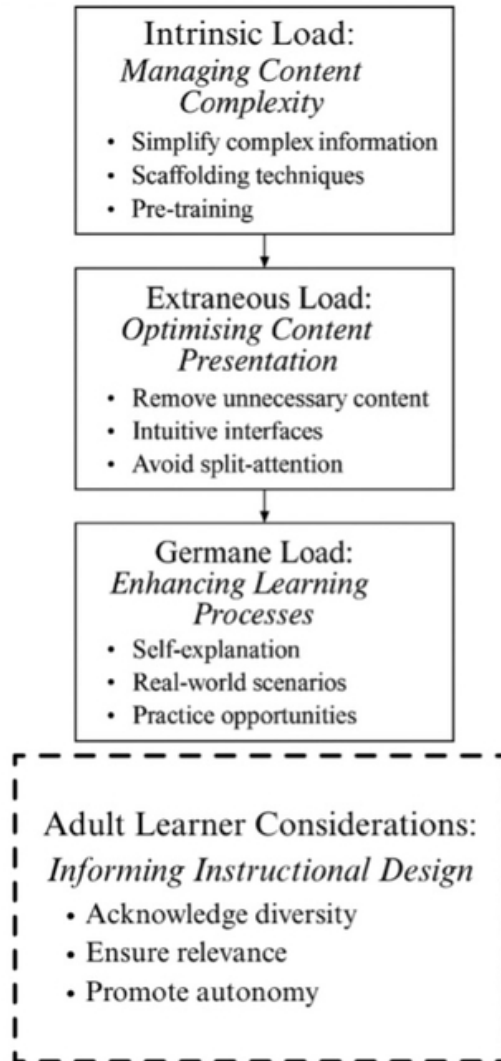 Intrinsic Load:
Managing Content
Complexity
• Simplify complex information
• Scaffolding techniques
• Pre-training
Extraneous Load:
Optimising Content
Presentation
• Remove unnecessary content
• Intuitive interfaces
• Avoid split-attention
Germane Load:
Enhancing Learning
Processes
• Self-explanation
• Real-world scenarios
• Practice opportunities
Adult Learner Considerations:
Informing Instructional Design
• Acknowledge diversity
• Ensure relevance
• Promote autonomy